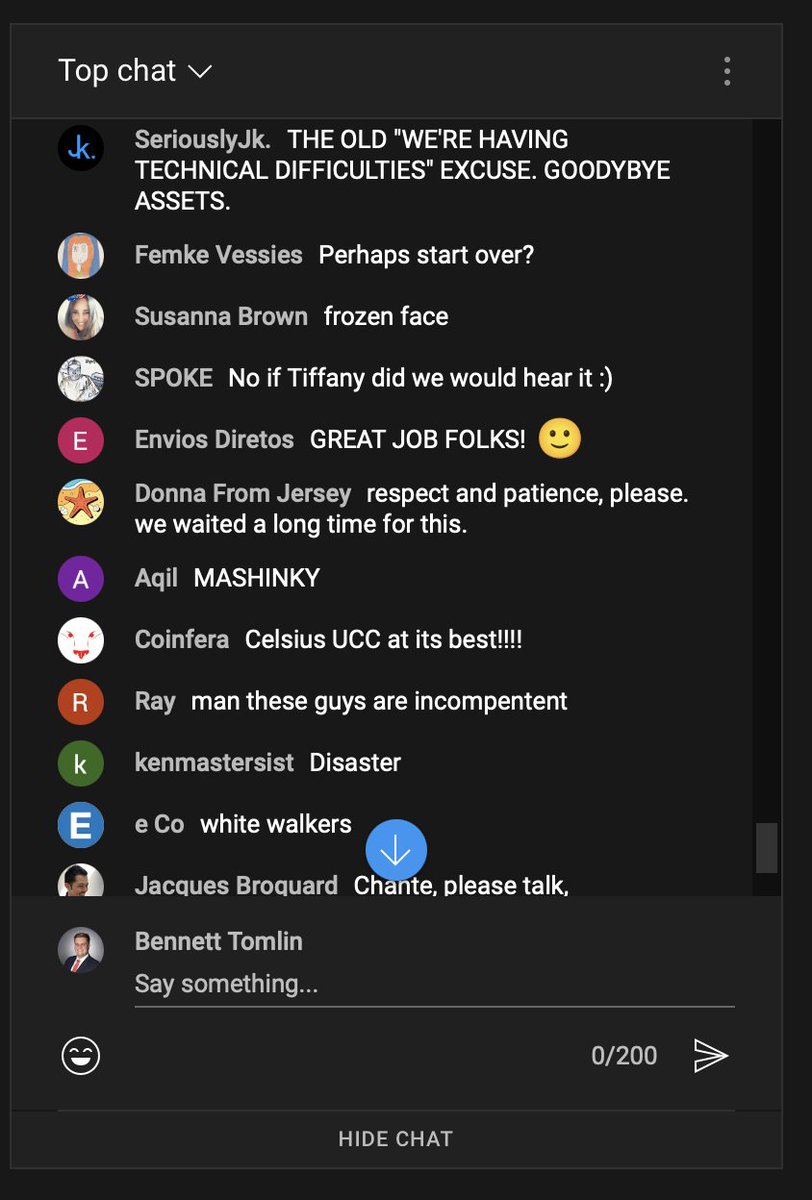 Top chat
Jk.
SeriouslyJk. THE OLD "WE'RE HAVING
TECHNICAL DIFFICULTIES" EXCUSE. GOODYBYE
ASSETS.
Femke Vessies Perhaps start over?
Susanna Brown frozen face
SPOKE No if Tiffany did we would hear it :)
E
Envios Diretos GREAT JOB FOLKS! 🙂
Donna From Jersey respect and patience, please.
we waited a long time for this.
A
Aqil MASHINKY
Coinfera Celsius UCC at its best!!!!
R
Ray man these guys are incompentent
k
kenmastersist Disaster
E
e Co white walkers
Jacques Broquard Chante, please talk,
Bennett Tomlin
Say something...
0/200
HIDE CHAT